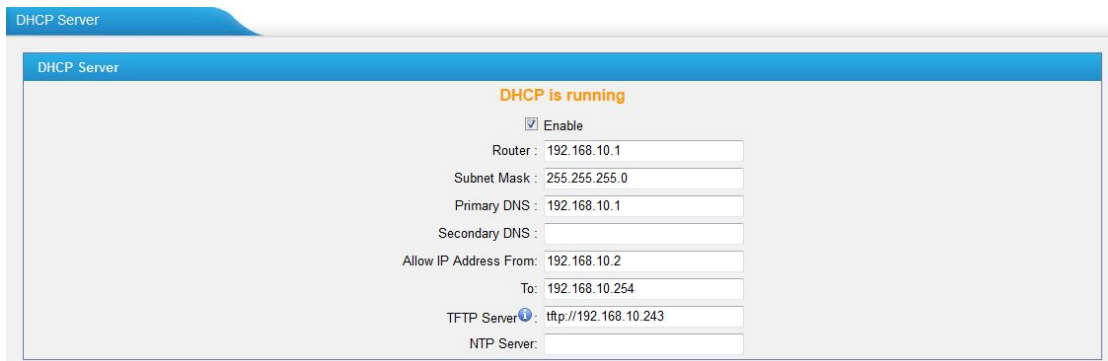 DHCP Server
DHCP Server
DHCP is running
Enable
Router : 192.168.10.1
Subnet Mask : 255.255.255.0
Primary DNS : 192.168.10.1
Secondary DNS :
Allow IP Address From: 192.168.10.2
To: 192.168.10.254
TFTP Server i : tftp://192.168.10.243
NTP Server: